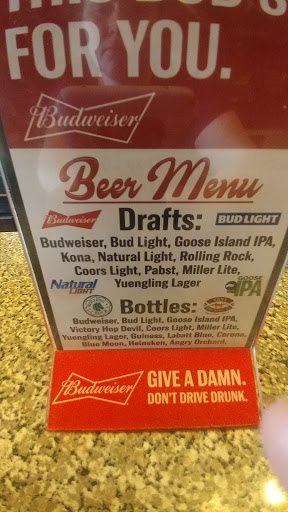 FOR YOU.
Budweiser
Beer Menu
Budweiser
Drafts:
BUD LIGHT
Budweiser, Bud Light, Goose Island IPA,
Kona, Natural Light, Rolling Rock,
Coors Light, Pabst, Miller Lite,
Yuengling Lager
Natural
LIGHT
GOOSE
IPA
Bottles:
Budweiser, Bud Light, Goose Island IPA,
Victory Hop Devil, Coors Light, Miller Lite,
Yuengling Lager, Guiness, Labatt Blue, Corona,
Blue Moon, Heineken, Angry Orchard,
Budweiser
GIVE A DAMN.
DON'T DRIVE DRUNK.